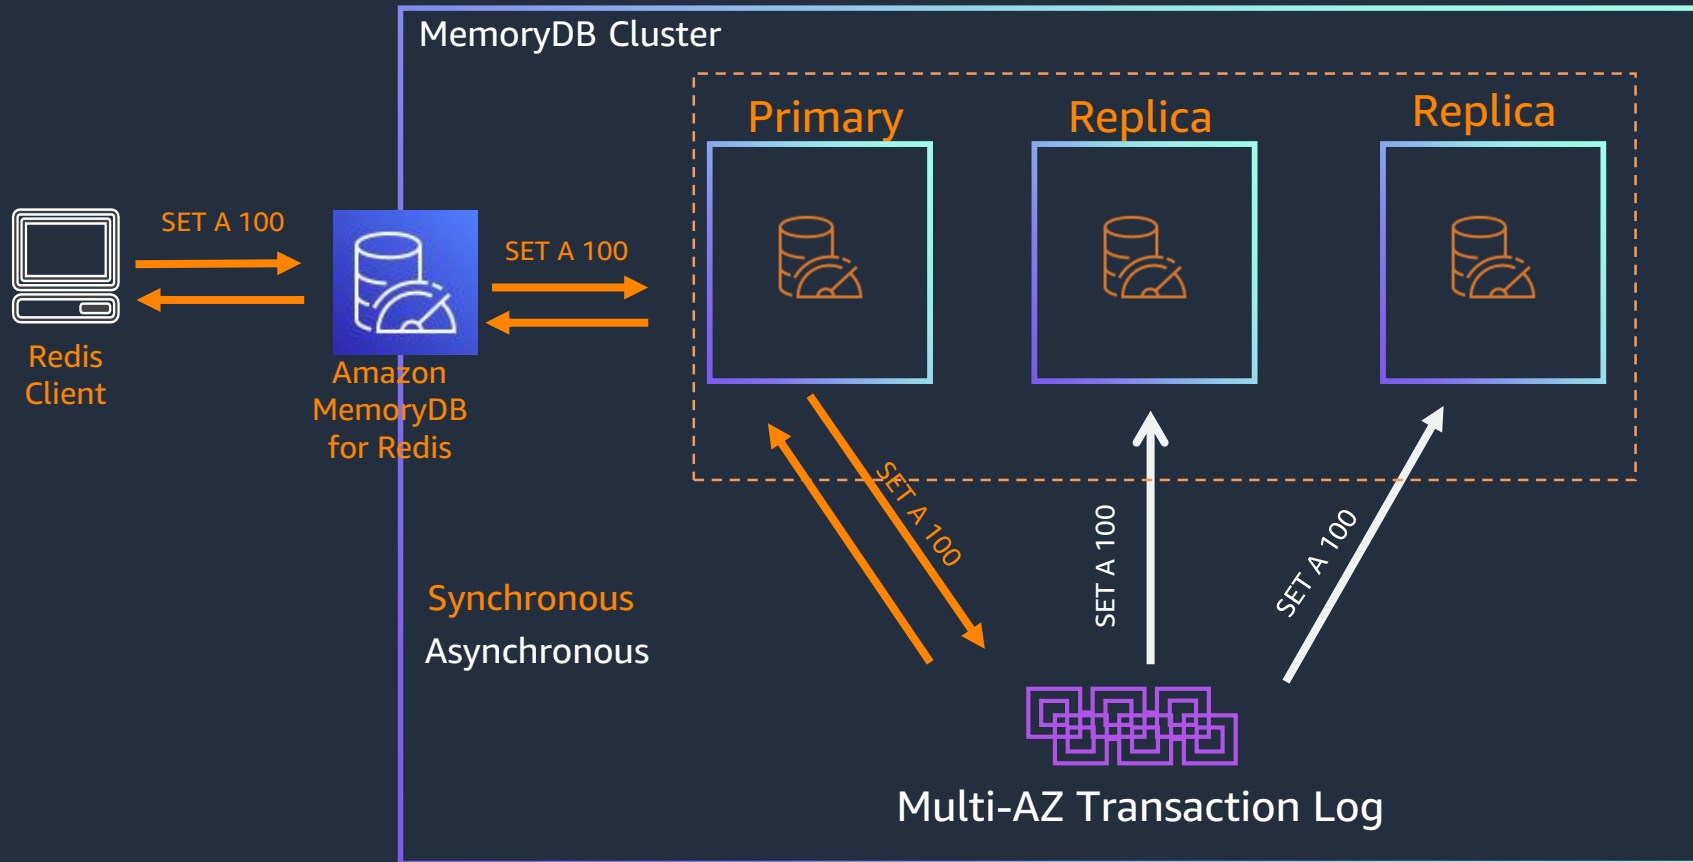 MemoryDB Cluster
Primary
Replica
Replica
SET A 100
SET A 100
Redis
Client
Amazon
MemoryDB
for Redis
SET A 100
SET A 100
SET A 100
Synchronous
Asynchronous
Multi-AZ Transaction Log